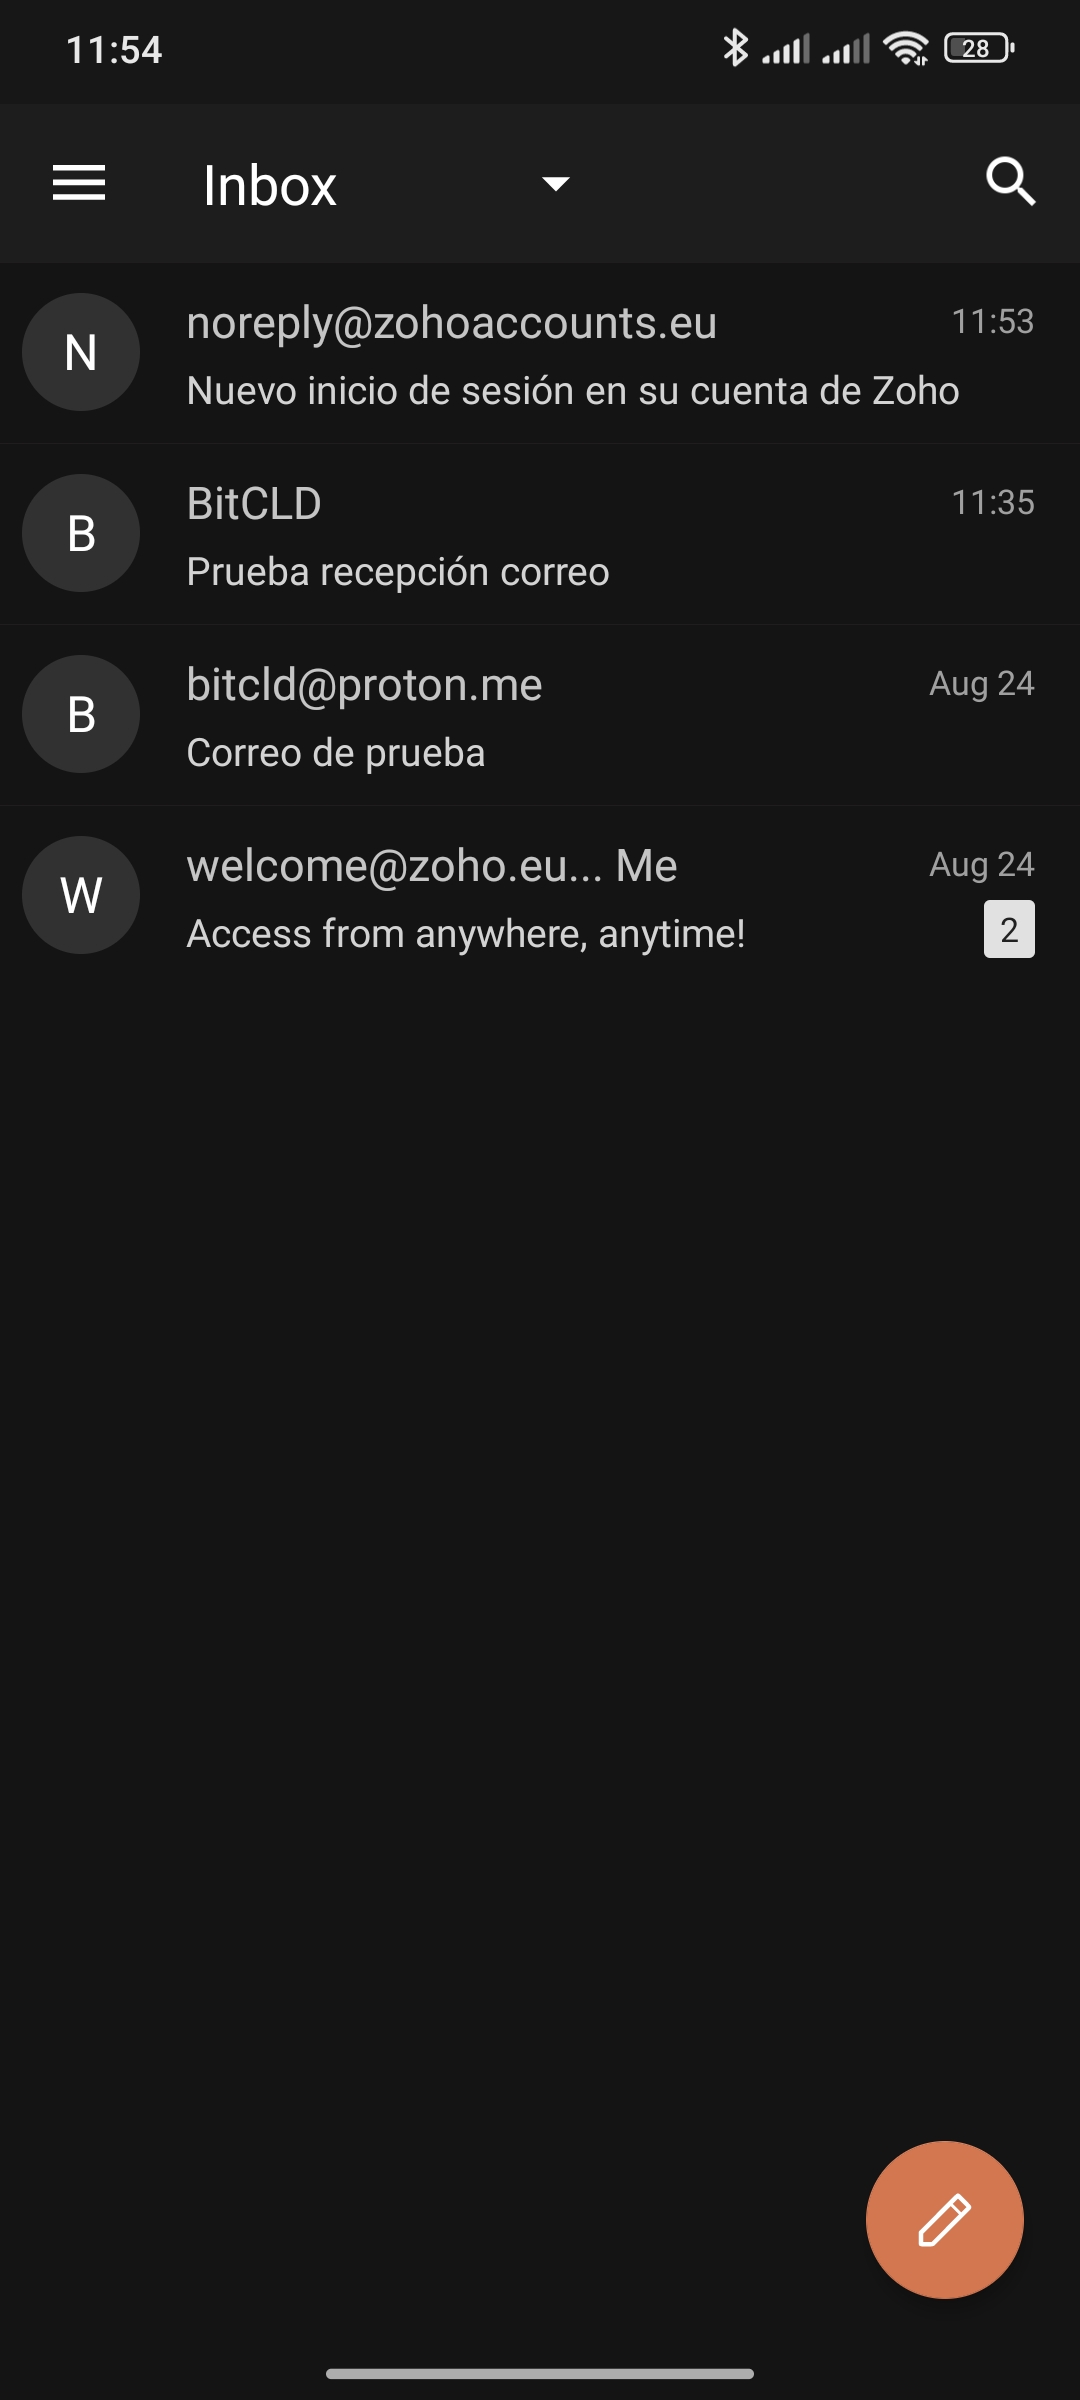 11:54
28
Inbox
N
noreply@zohoaccounts.eu
11:53
Nuevo inicio de sesión en su cuenta de Zoho
B
BitCLD
11:35
Prueba recepción correo
B
bitcld@proton.me
Aug 24
Correo de prueba
W
welcome@zoho.eu... Me
Aug 24
Access from anywhere, anytime!
2